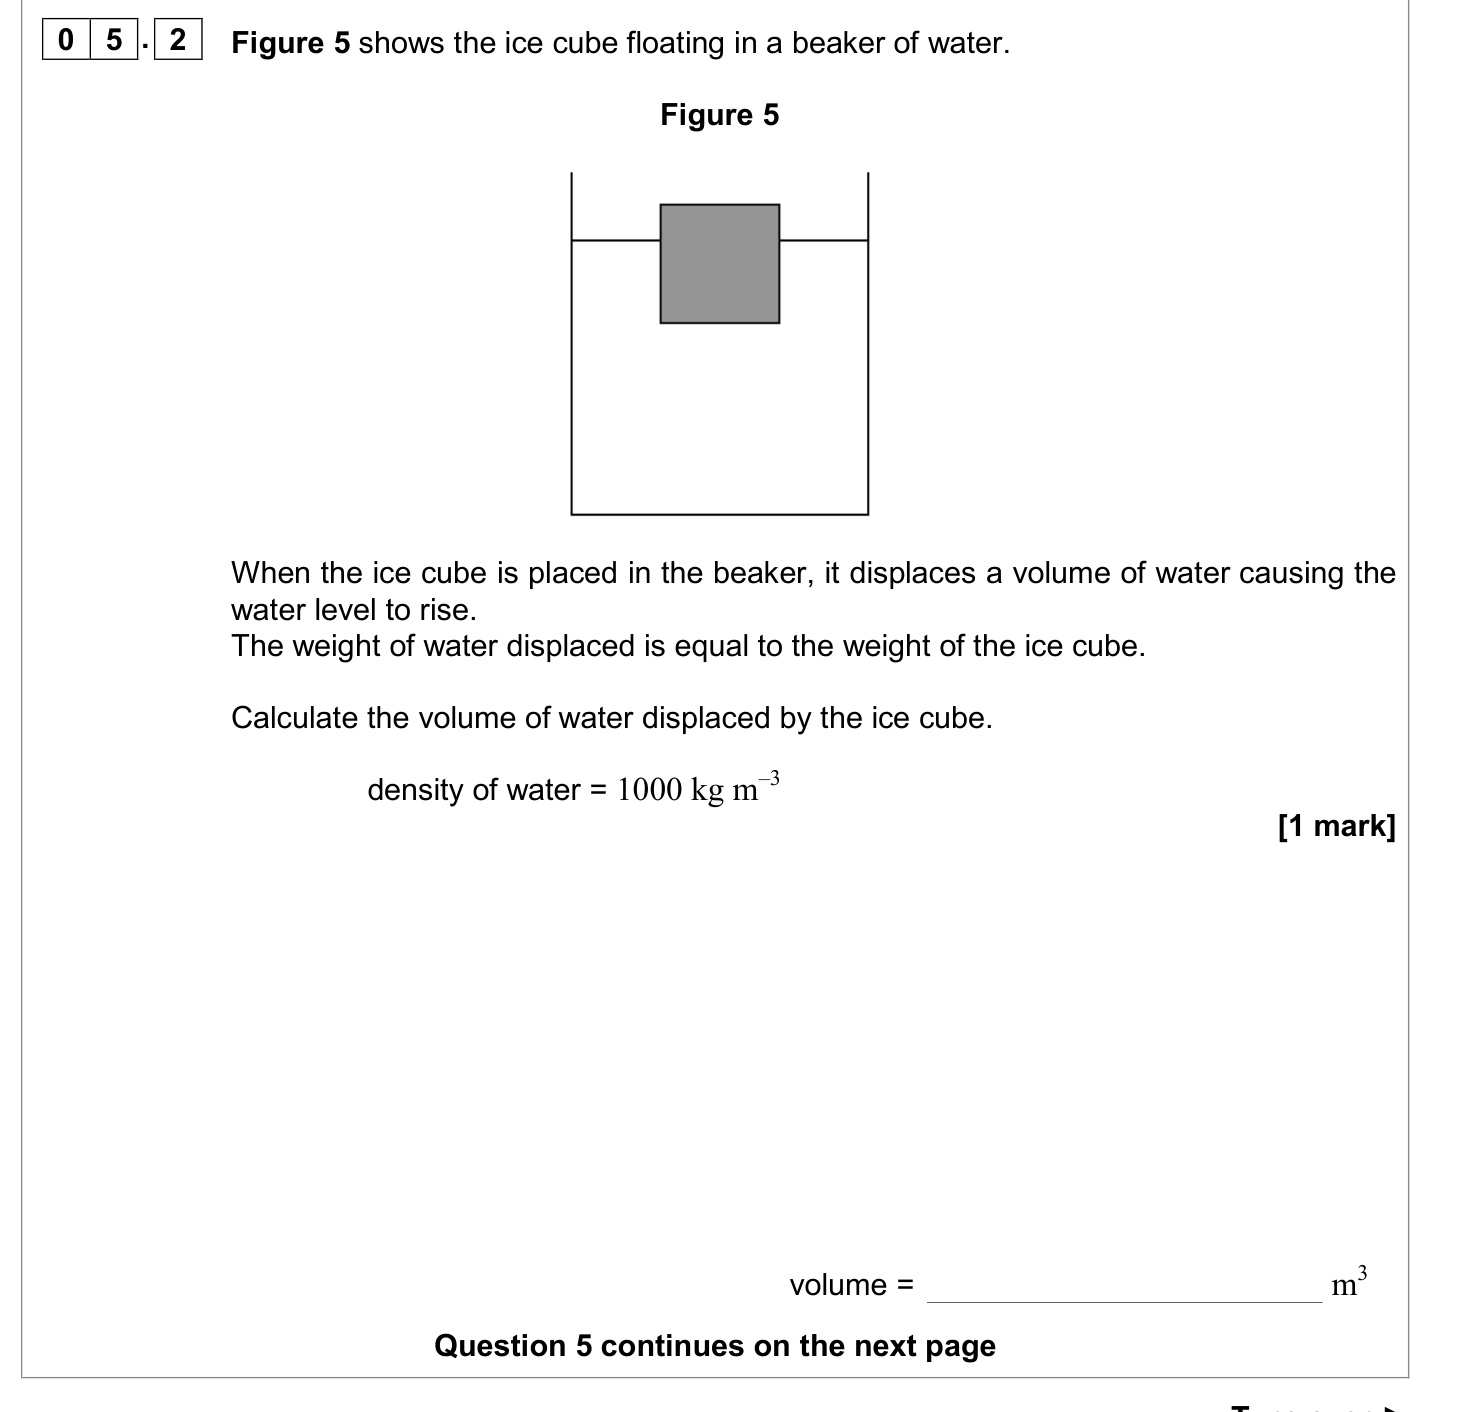 0 5 . 2 Figure 5 shows the ice cube floating in a beaker of water.
Figure 5
When the ice cube is placed in the beaker, it displaces a volume of water causing the
water level to rise.
The weight of water displaced is equal to the weight of the ice cube.
Calculate the volume of water displaced by the ice cube.
density of water = 1000 kg m⁻³
[1 mark]
volume = ____________ m³
Question 5 continues on the next page